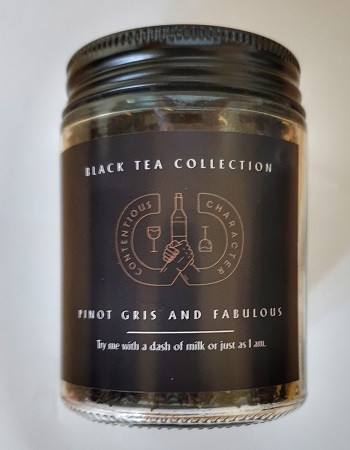 BLACK TEA COLLECTION
CONTENTIOUS
CHARACTER
PINOT GRIS AND FABULOUS
Try me with a dash of milk or just as I am.